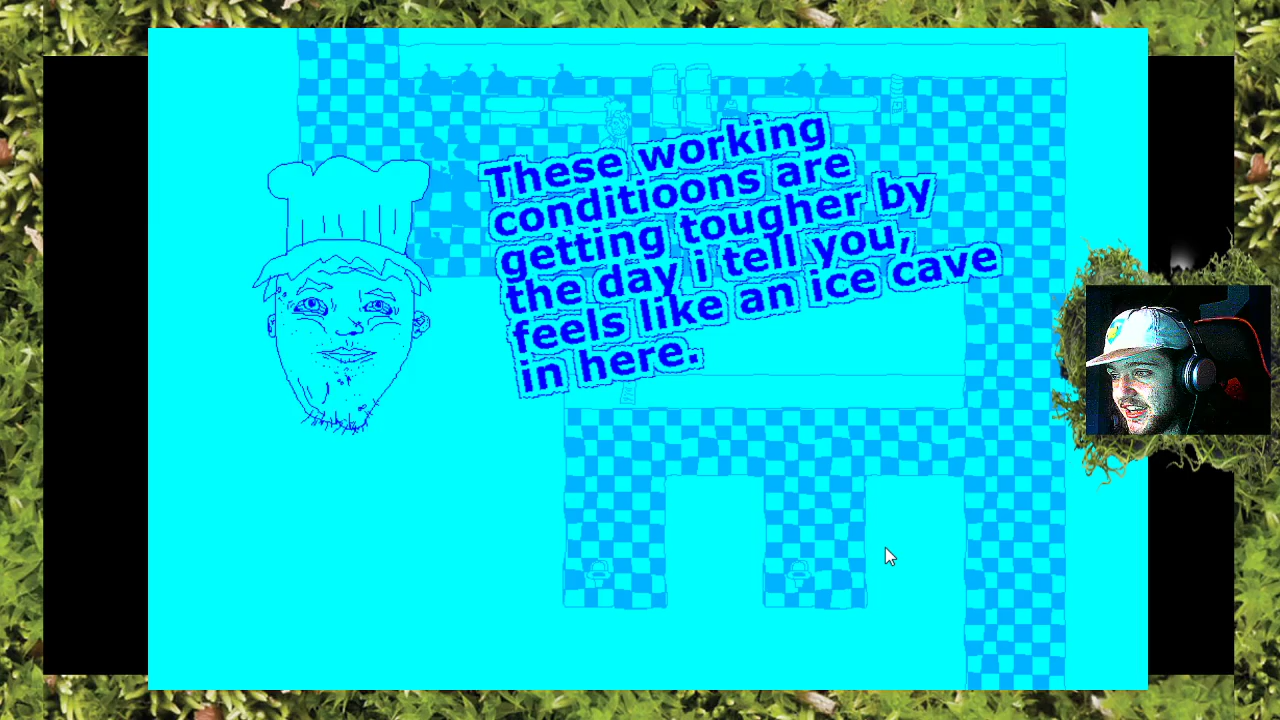 These working
conditioons are
getting tougher by
the day i tell you,
feels like an ice cave
in here.